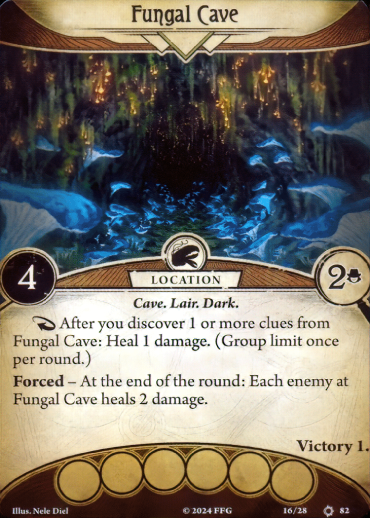 Fungal Cave
LOCATION
4
2
Cave. Lair. Dark.
After you discover 1 or more clues from
Fungal Cave: Heal 1 damage. (Group limit once
per round.)
Forced – At the end of the round: Each enemy at
Fungal Cave heals 2 damage.
Victory 1.
Illus. Nele Diel
© 2024 FFG
16/28
82